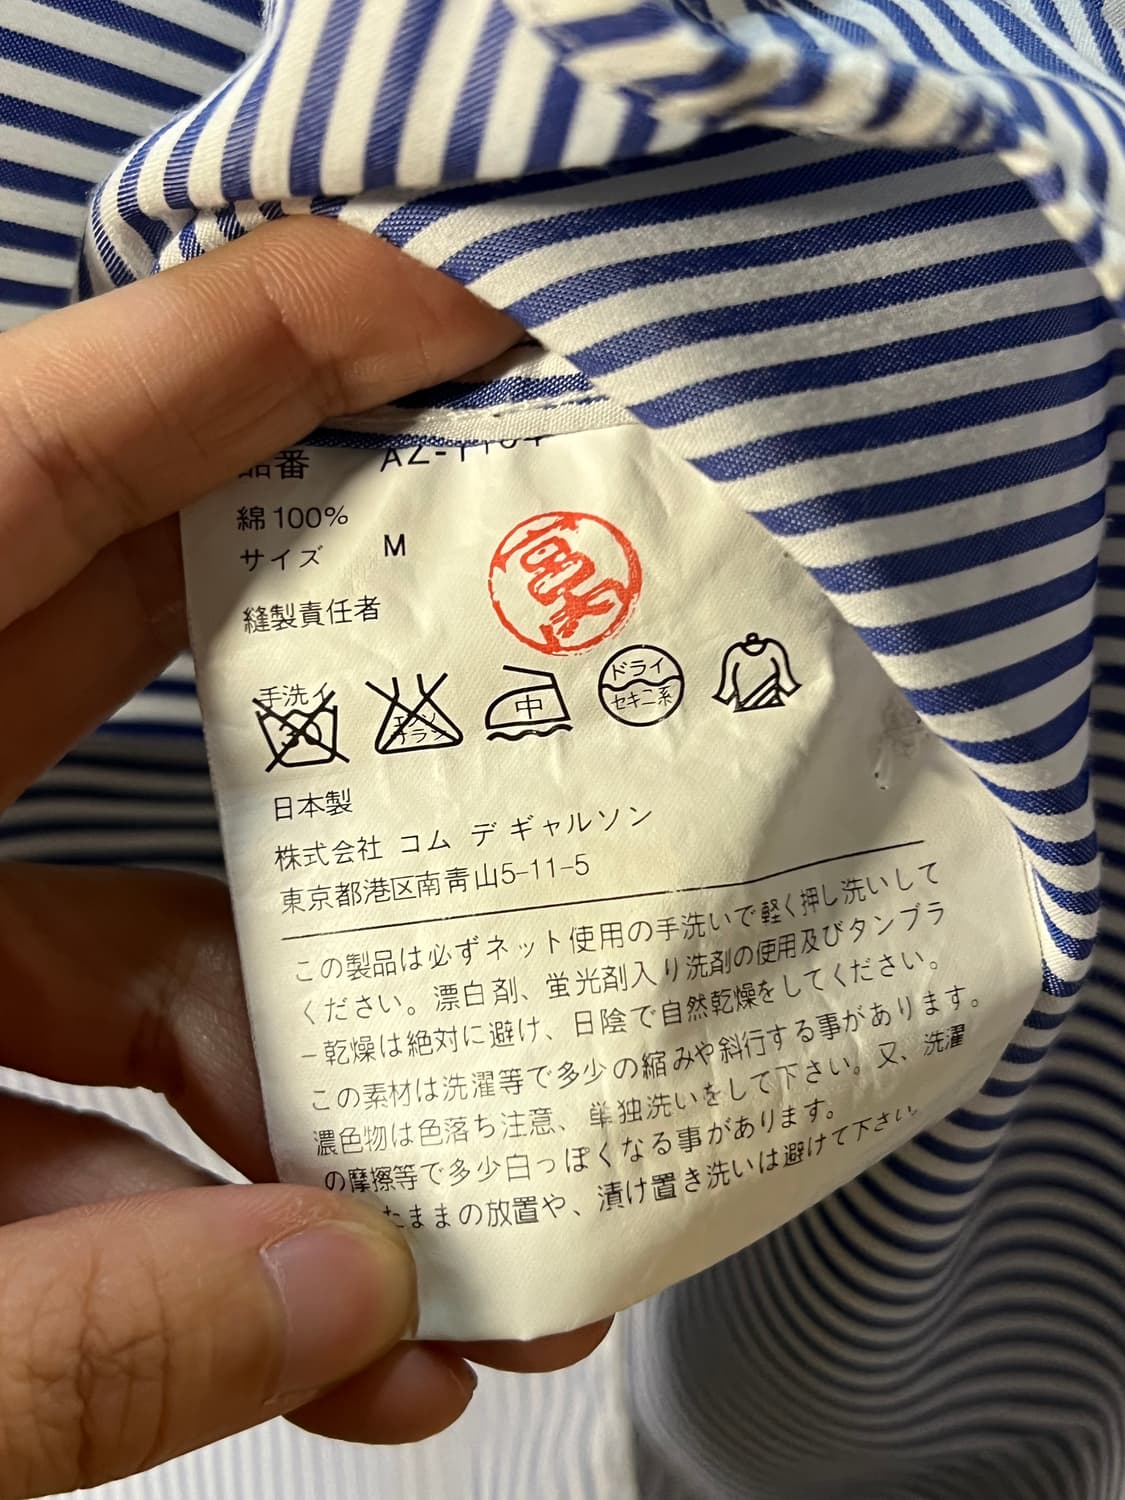 品番 AZ-
綿100%
サイズ M
縫製責任者
手洗イ
30
エンソ
サラシ
中
ドライ
セキユ系
日本製
株式会社 コム デ ギャルソン
東京都港区南青山5-11-5
この製品は必ずネット使用の手洗いで軽く押し洗いして
ください。漂白剤、蛍光剤入り洗剤の使用及びタンブラ
ー乾燥は絶対に避け、日陰で自然乾燥をしてください。
この素材は洗濯等で多少の縮みや斜行する事があります。
濃色物は色落ち注意、単独洗いをして下さい。又、洗濯
の摩擦等で多少白っぽくなる事があります。
たままの放置や、漬け置き洗いは避けて下さい。